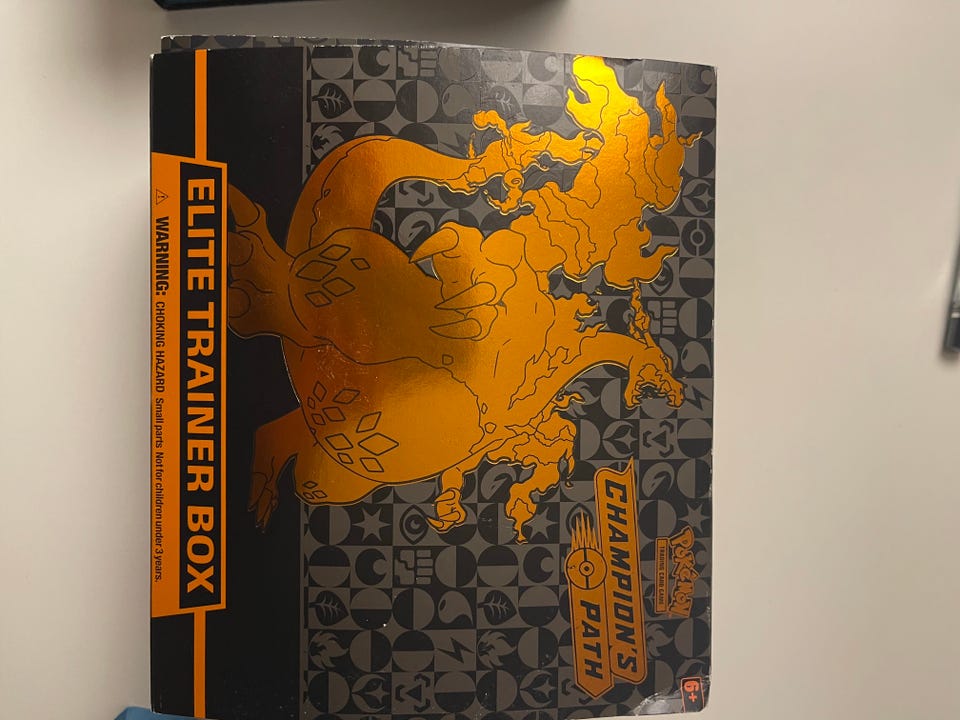 POKÉMON
TRADING CARD GAME
CHAMPION'S
PATH
6+
ELITE TRAINER BOX
⚠ WARNING: CHOKING HAZARD Small parts Not for children under 3 years.